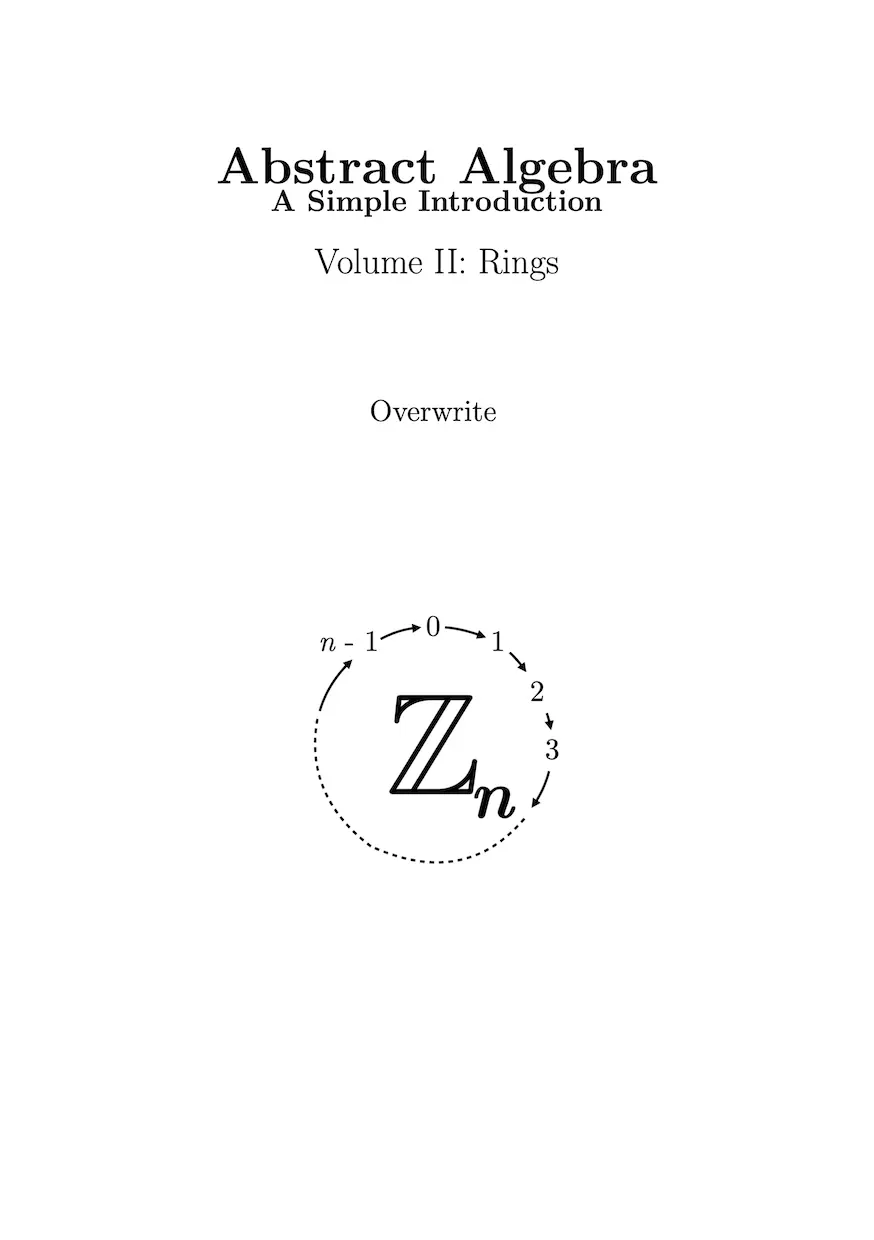 Abstract Algebra
A Simple Introduction
Volume II: Rings
Overwrite
n - 1
0
1
2
3
ℤn